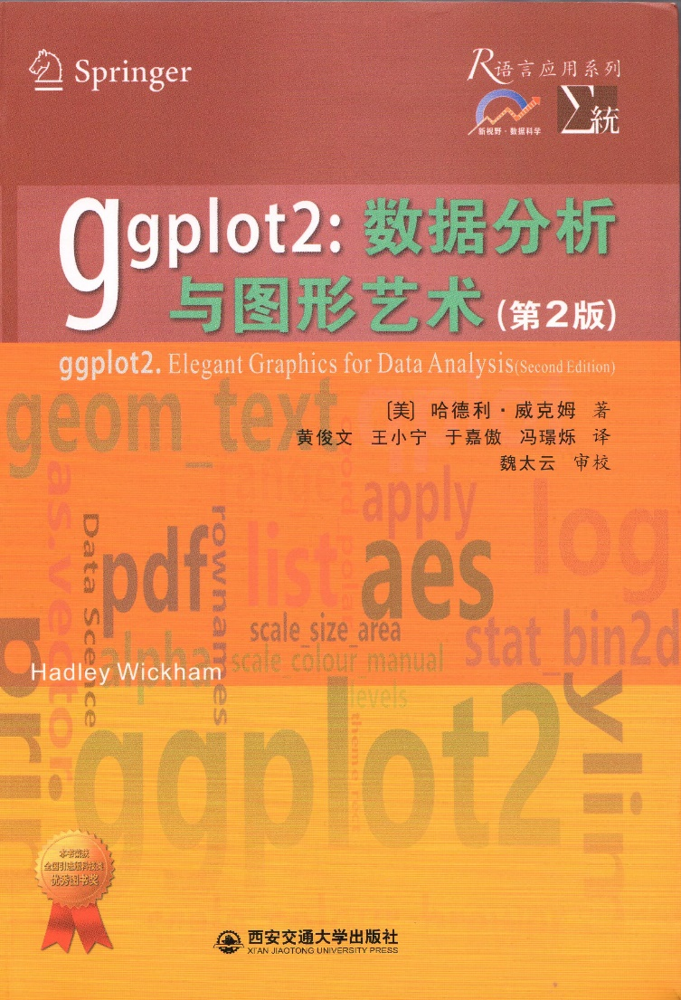 Springer
R语言应用系列
新视野·数据科学
Σ統
ggplot2: 数据分析
与图形艺术(第2版)
ggplot2. Elegant Graphics for Data Analysis(Second Edition)
[美] 哈德利·威克姆 著
黄俊文 王小宁 于嘉傲 冯璟烁 译
魏太云 审校
geom_text
as.vector
Data Scence
rownames
apply
log
pdf
list
aes
scale_size_area
stat_bin2d
alpha
scale_colour_manual
Hadley Wickham
levels
ggplot2
theme text
ylin
prin
本书荣获
全国引进版科技类
优秀图书奖
西安交通大学出版社
XI'AN JIAOTONG UNIVERSITY PRESS